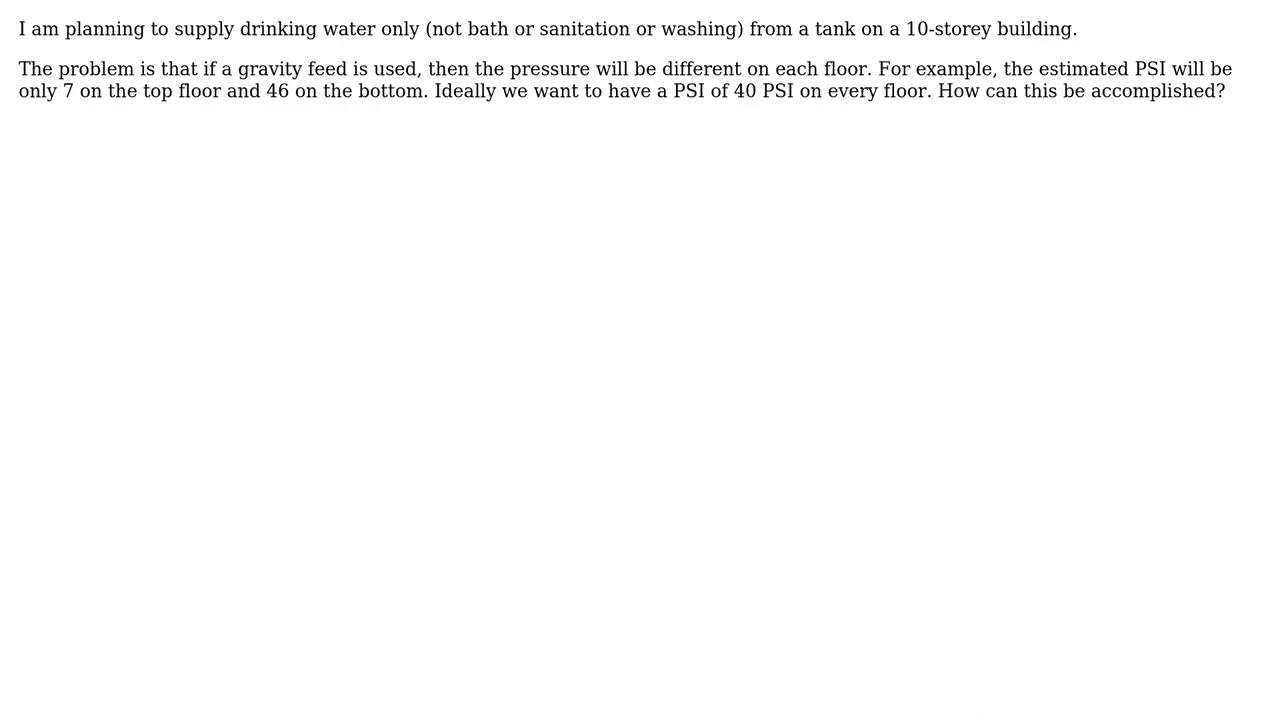 I am planning to supply drinking water only (not bath or sanitation or washing) from a tank on a 10-storey building.
The problem is that if a gravity feed is used, then the pressure will be different on each floor. For example, the estimated PSI will be
only 7 on the top floor and 46 on the bottom. Ideally we want to have a PSI of 40 PSI on every floor. How can this be accomplished?